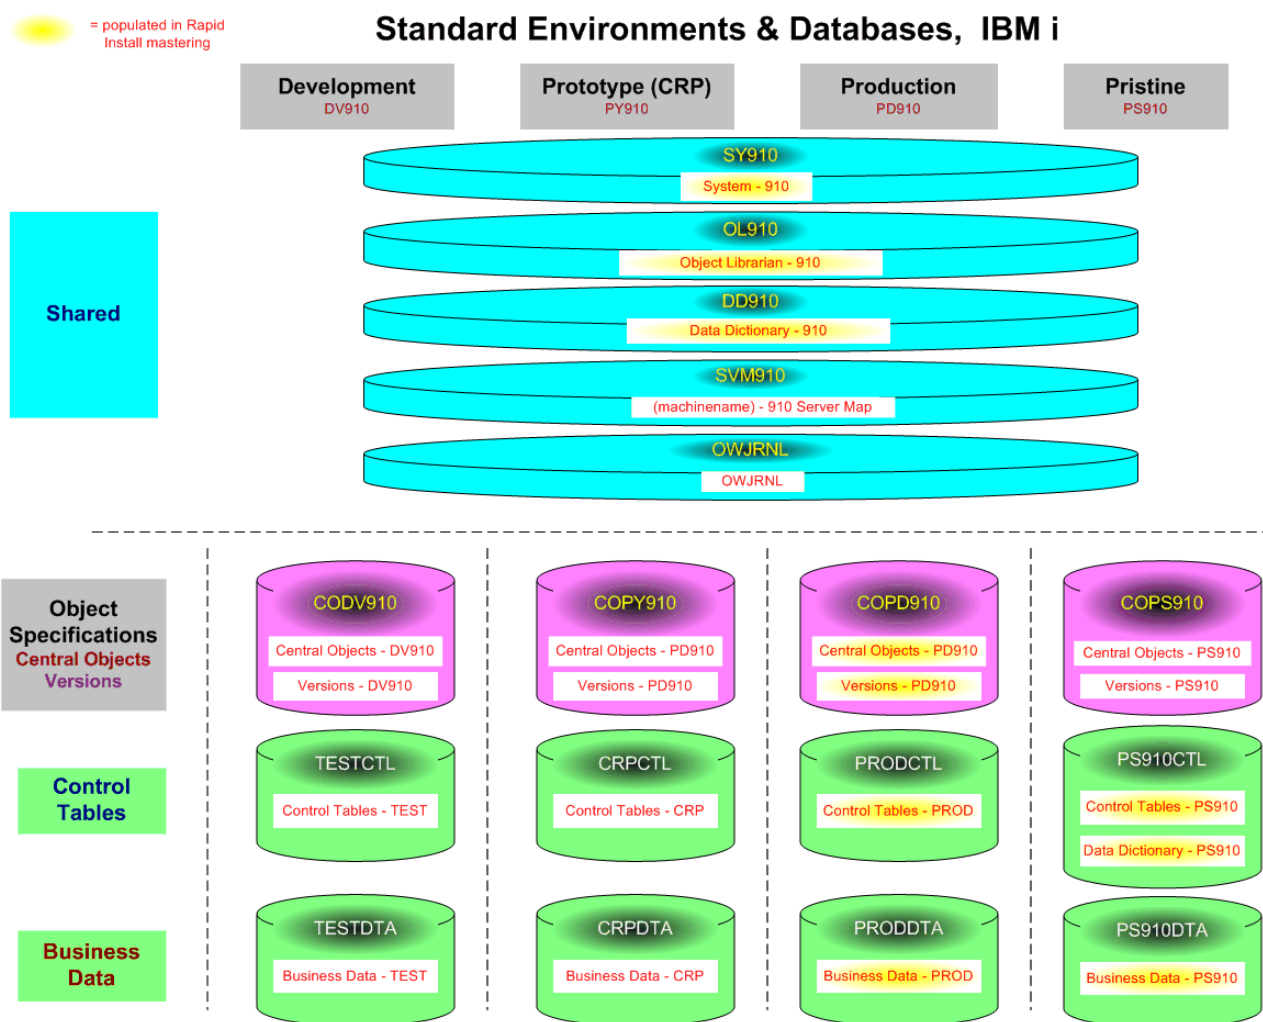 = populated in Rapid
Install mastering
Standard Environments & Databases, IBM i
Development
DV910
Prototype (CRP)
PY910
Production
PD910
Pristine
PS910
Shared
SY910
System - 910
OL910
Object Librarian - 910
DD910
Data Dictionary - 910
SVM910
(machinename) - 910 Server Map
OWJRNL
OWJRNL
Object
Specifications
Central Objects
Versions
CODV910
Central Objects - DV910
Versions - DV910
COPY910
Central Objects - PD910
Versions - PD910
COPD910
Central Objects - PD910
Versions - PD910
COPS910
Central Objects - PS910
Versions - PS910
Control
Tables
TESTCTL
Control Tables - TEST
CRPCTL
Control Tables - CRP
PRODCTL
Control Tables - PROD
PS910CTL
Control Tables - PS910
Data Dictionary - PS910
Business
Data
TESTDTA
Business Data - TEST
CRPDTA
Business Data - CRP
PRODDTA
Business Data - PROD
PS910DTA
Business Data - PS910